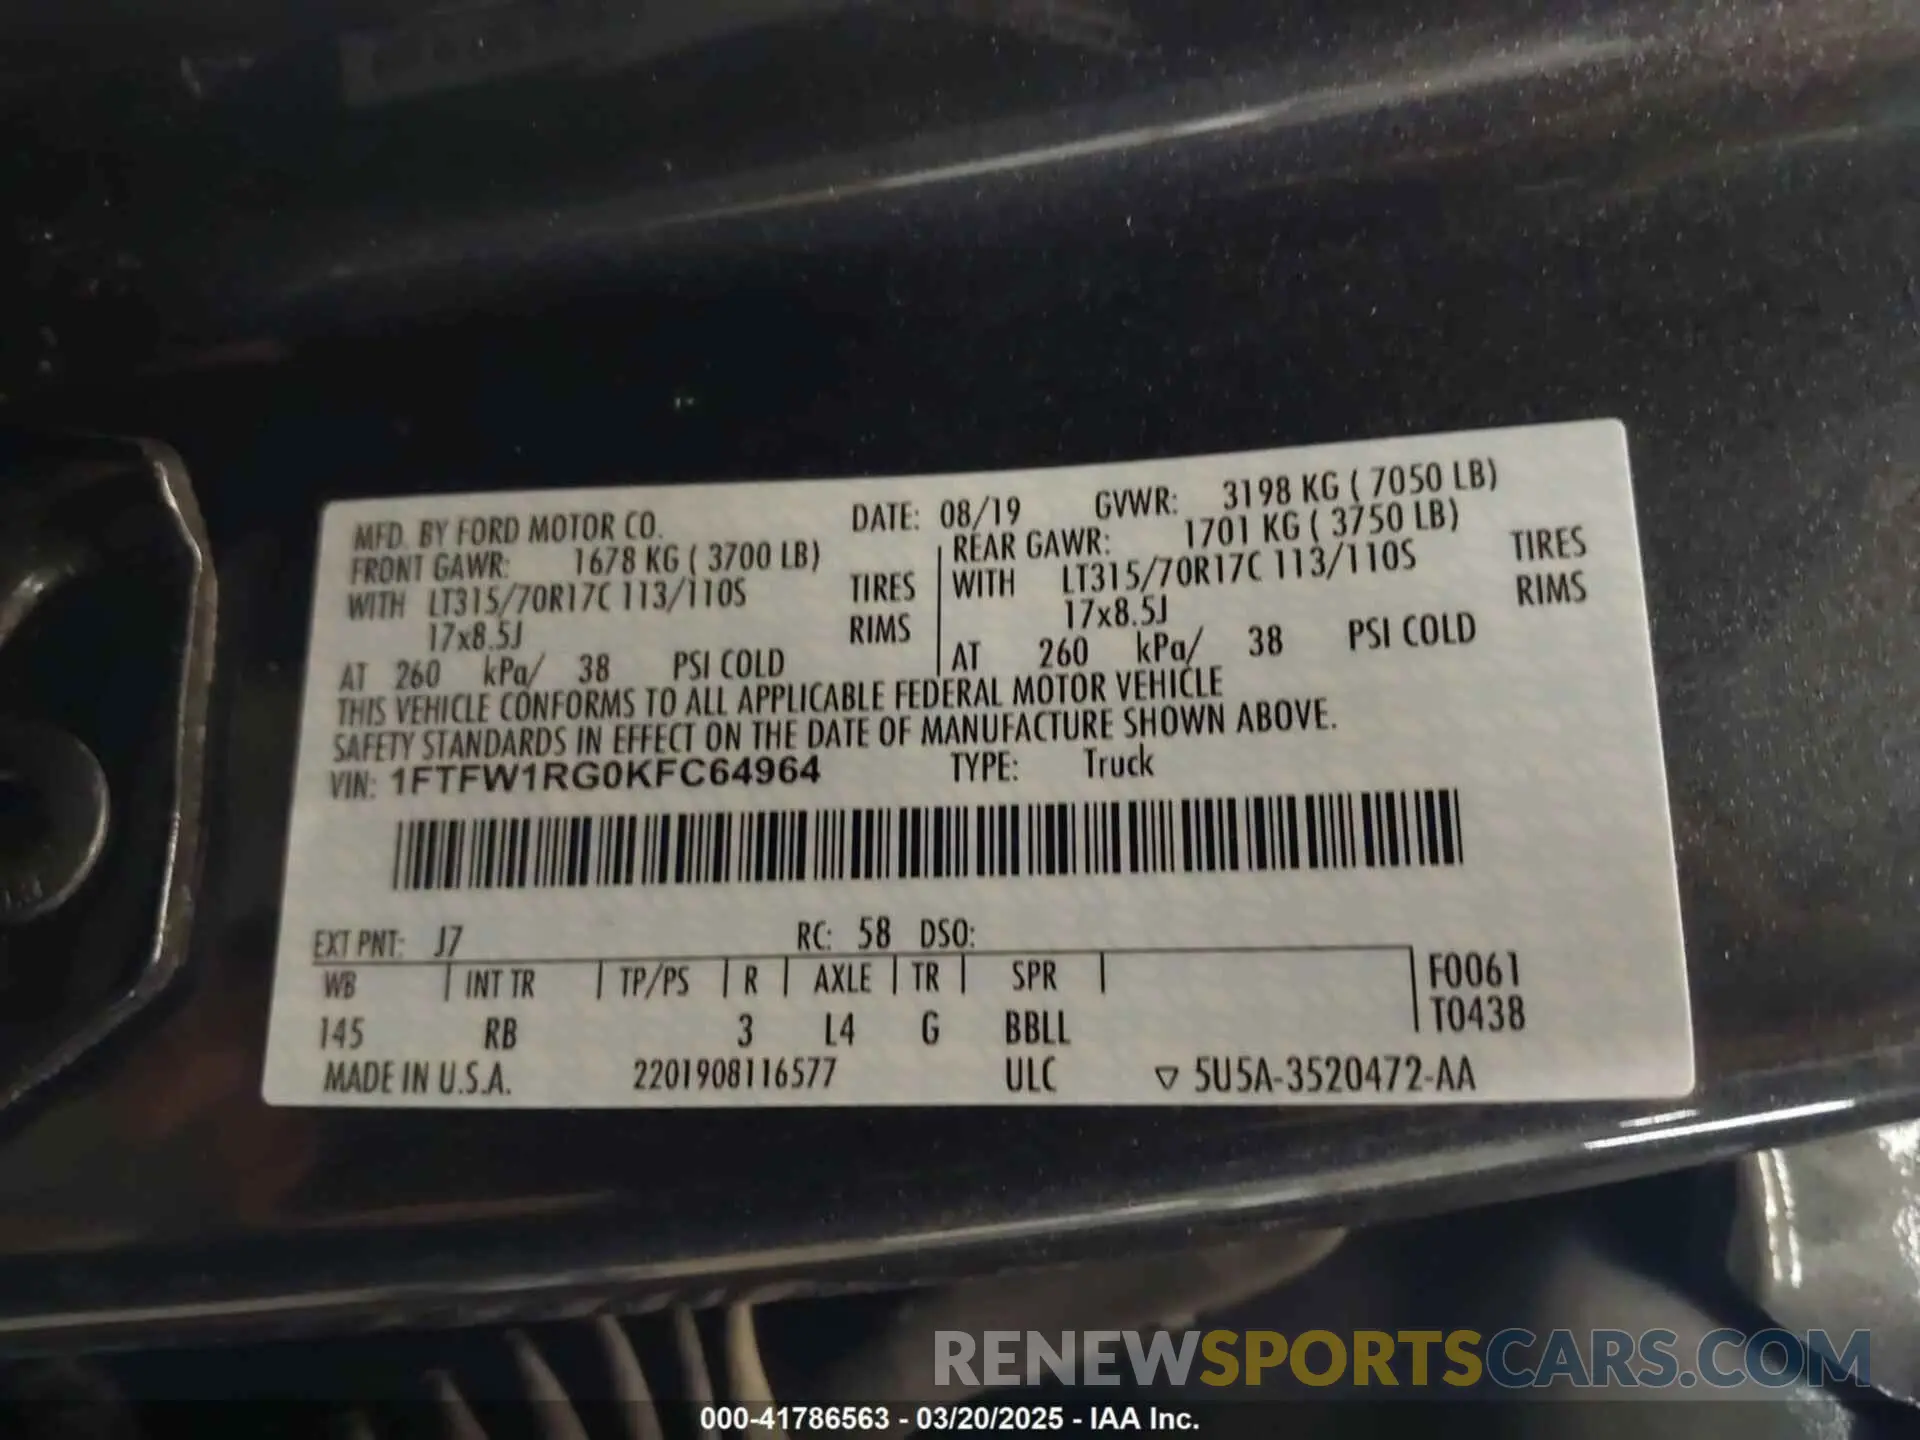 MFD. BY FORD MOTOR CO. DATE: 08/19 GVWR: 3198 KG ( 7050 LB)
FRONT GAWR: 1678 KG ( 3700 LB) REAR GAWR: 1701 KG ( 3750 LB)
WITH LT315/70R17C 113/110S TIRES WITH LT315/70R17C 113/110S TIRES
17x8.5J RIMS 17x8.5J RIMS
AT 260 kPa/ 38 PSI COLD AT 260 kPa/ 38 PSI COLD
THIS VEHICLE CONFORMS TO ALL APPLICABLE FEDERAL MOTOR VEHICLE
SAFETY STANDARDS IN EFFECT ON THE DATE OF MANUFACTURE SHOWN ABOVE.
VIN: 1FTFW1RG0KFC64964 TYPE: Truck
EXT PNT: J7 RC: 58 DSO:
WB INT TR TP/PS R AXLE TR SPR F0061
145 RB 3 L4 G BBLL T0438
MADE IN U.S.A. 2201908116577 ULC ▽ 5U5A-3520472-AA
RENEWSPORTSCARS.COM
000-41786563 - 03/20/2025 - IAA Inc.